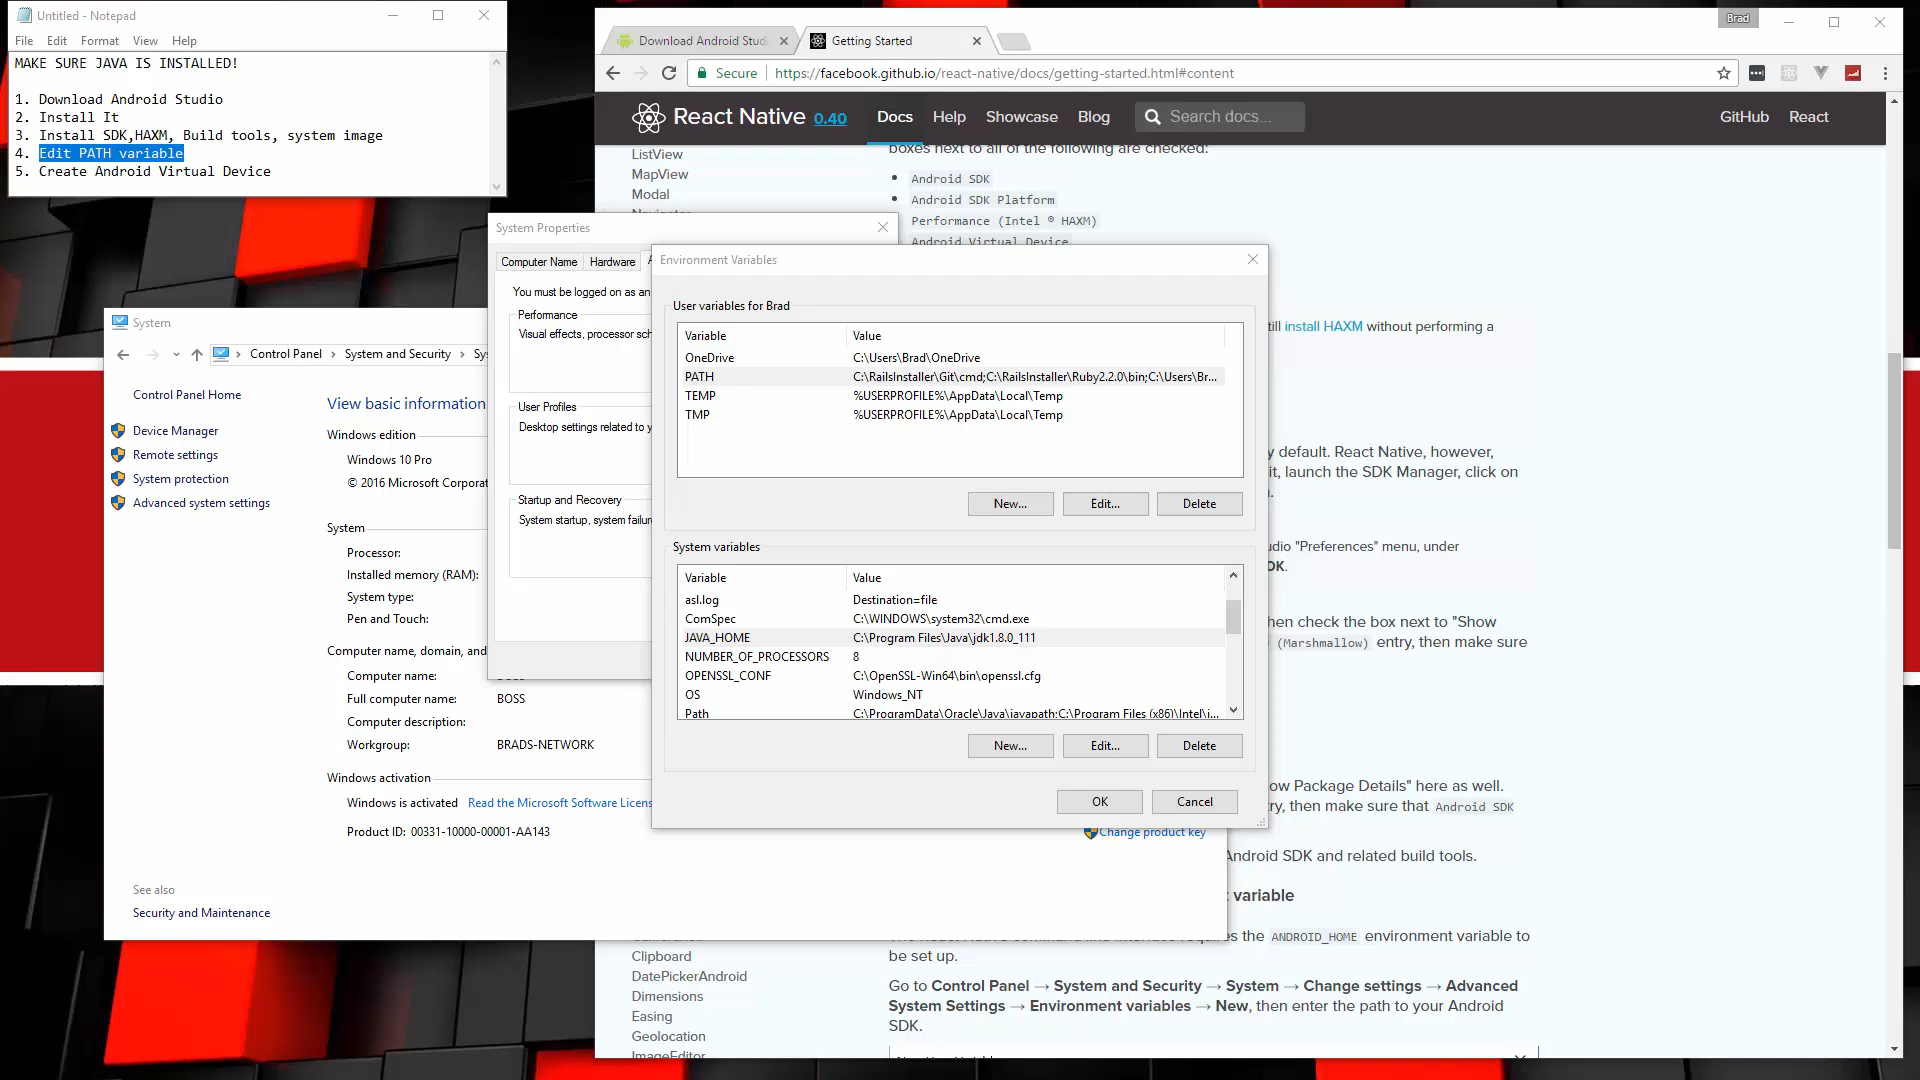 Untitled - Notepad
File Edit Format View Help
MAKE SURE JAVA IS INSTALLED!
1. Download Android Studio
2. Install It
3. Install SDK,HAXM, Build tools, system image
4. Edit PATH variable
5. Create Android Virtual Device
Brad
Download Android Studi
Getting Started
Secure
https://facebook.github.io/react-native/docs/getting-started.html#content
React Native 0.40 Docs Help Showcase Blog Search docs... GitHub React
ListView
MapView
Modal
boxes next to all of the following are checked:
Android SDK
Android SDK Platform
Performance (Intel ® HAXM)
Android Virtual Device
System Properties
Computer Name Hardware
You must be logged on as an
Performance
Visual effects, processor sch
User Profiles
Desktop settings related to y
Startup and Recovery
System startup, system failure
Environment Variables
User variables for Brad
Variable Value
OneDrive C:\Users\Brad\OneDrive
PATH C:\RailsInstaller\Git\cmd;C:\RailsInstaller\Ruby2.2.0\bin;C:\Users\Br...
TEMP %USERPROFILE%\AppData\Local\Temp
TMP %USERPROFILE%\AppData\Local\Temp
New... Edit... Delete
System variables
Variable Value
asl.log Destination=file
ComSpec C:\WINDOWS\system32\cmd.exe
JAVA_HOME C:\Program Files\Java\jdk1.8.0_111
NUMBER_OF_PROCESSORS 8
OPENSSL_CONF C:\OpenSSL-Win64\bin\openssl.cfg
OS Windows_NT
Path C:\ProgramData\Oracle\Java\javapath;C:\Program Files (x86)\Intel\i...
New... Edit... Delete
OK Cancel
System
Control Panel System and Security Sys
Control Panel Home
Device Manager
Remote settings
System protection
Advanced system settings
See also
Security and Maintenance
View basic information
Windows edition
Windows 10 Pro
© 2016 Microsoft Corporat
System
Processor:
Installed memory (RAM):
System type:
Pen and Touch:
Computer name, domain, and
Computer name:
Full computer name: BOSS
Computer description:
Workgroup: BRADS-NETWORK
Windows activation
Windows is activated Read the Microsoft Software Licens
Product ID: 00331-10000-00001-AA143
Change product key
till install HAXM without performing a
y default. React Native, however,
it, launch the SDK Manager, click on
udio "Preferences" menu, under
DK.
hen check the box next to "Show
(Marshmallow) entry, then make sure
ow Package Details" here as well.
ry, then make sure that Android SDK
Android SDK and related build tools.
variable
s the ANDROID_HOME environment variable to
be set up.
Go to Control Panel → System and Security → System → Change settings → Advanced
System Settings → Environment variables → New, then enter the path to your Android
SDK.
Clipboard
DatePickerAndroid
Dimensions
Easing
Geolocation
ImageEditor